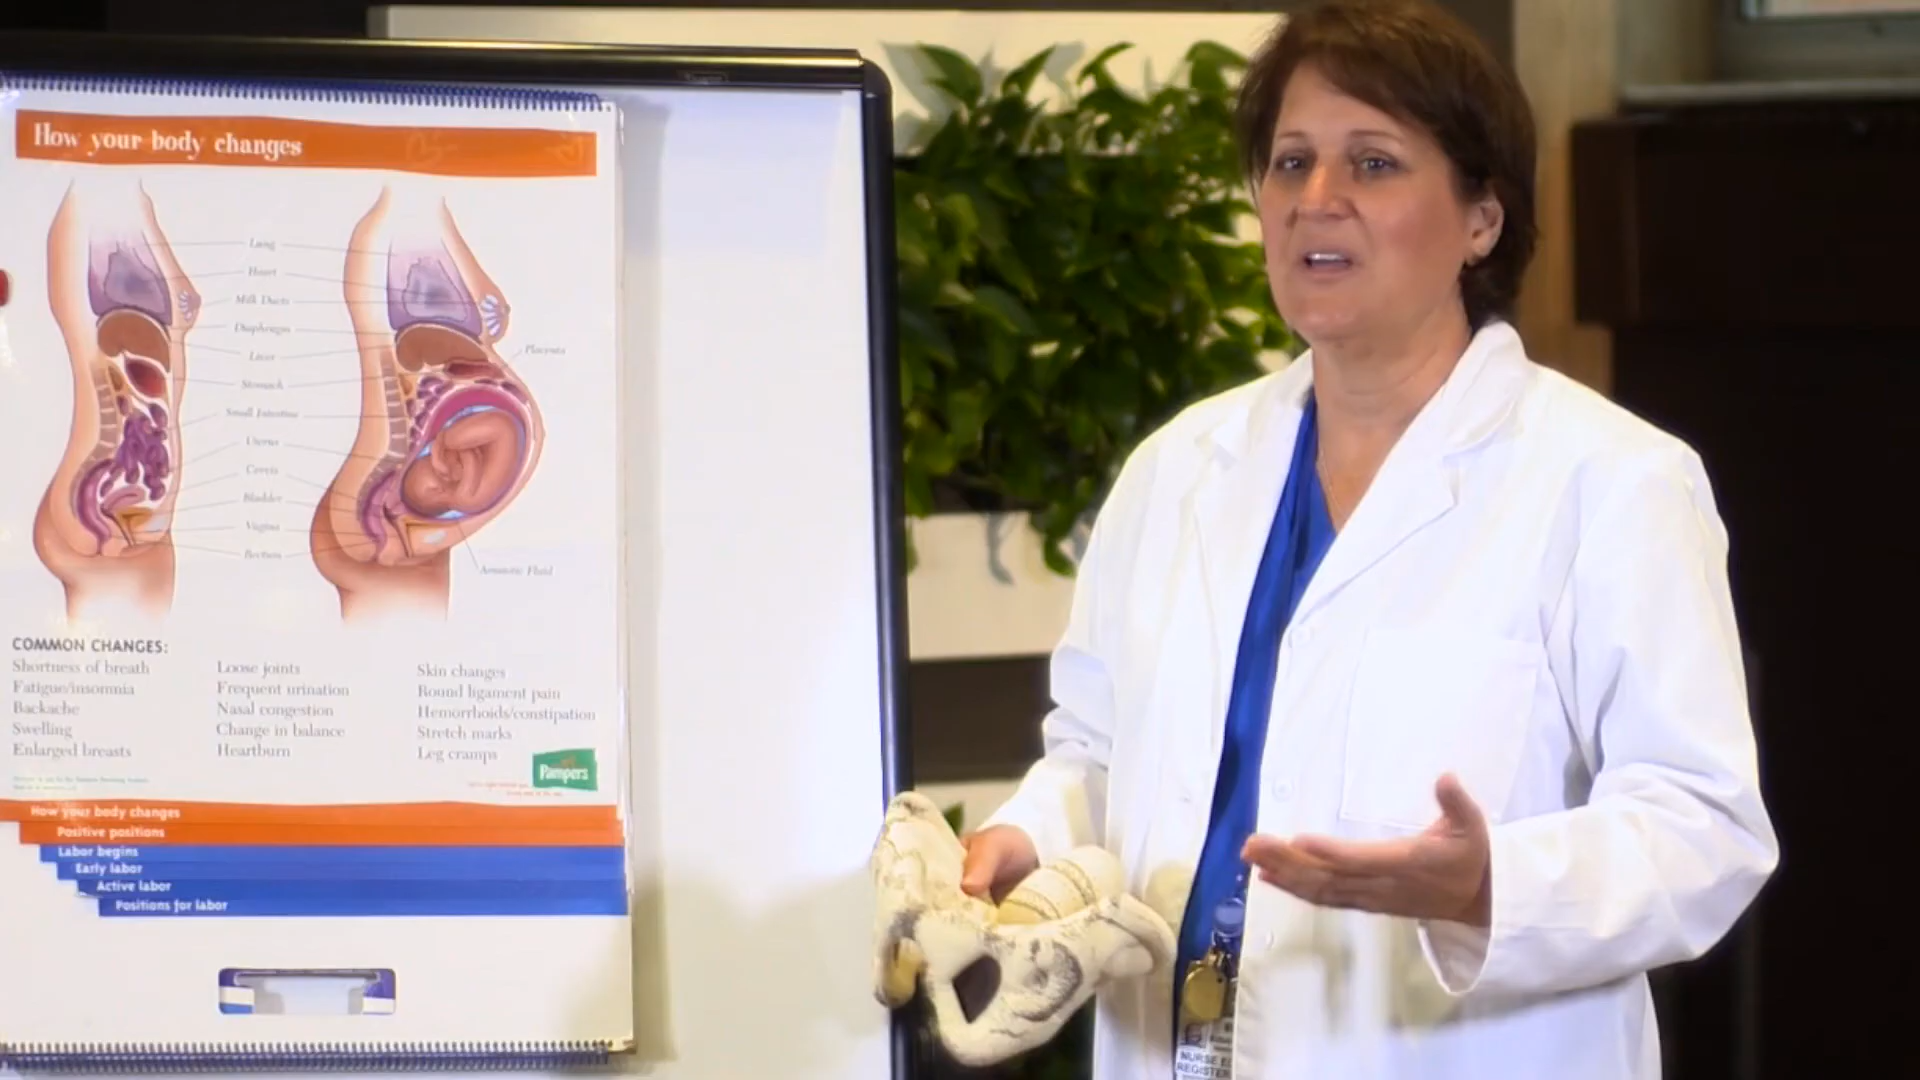 How your body changes
Lung
Heart
Milk Ducts
Diaphragm
Liver
Placenta
Stomach
Small Intestine
Uterus
Cervix
Bladder
Vagina
Rectum
Amniotic Fluid
COMMON CHANGES:
Shortness of breath
Fatigue/insomnia
Backache
Swelling
Enlarged breasts
Loose joints
Frequent urination
Nasal congestion
Change in balance
Heartburn
Skin changes
Round ligament pain
Hemorrhoids/constipation
Stretch marks
Leg cramps
Pampers
How your body changes
Positive positions
Labor begins
Early labor
Active labor
Positions for labor
NURSE
REGISTER